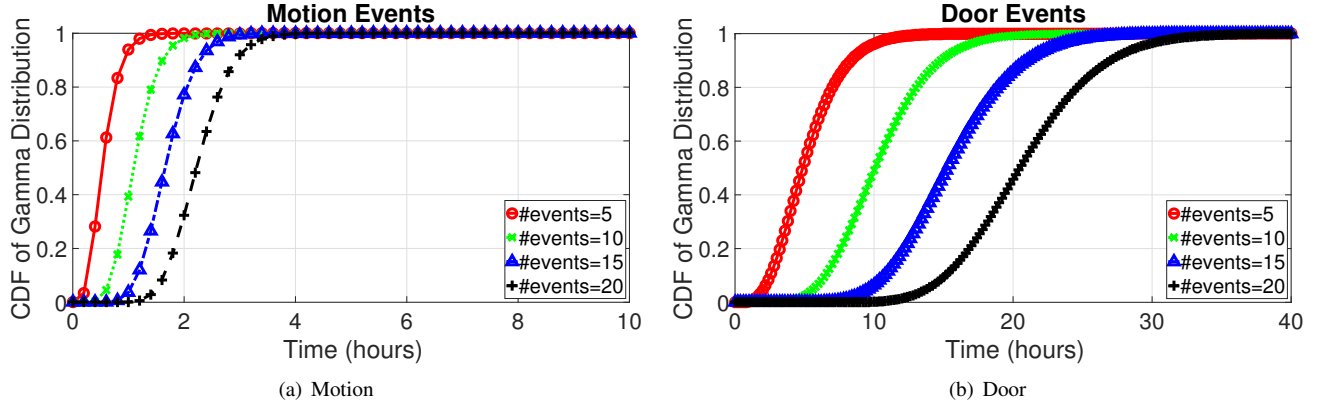 Motion Events
CDF of Gamma Distribution
1
0.8
0.6
0.4
0.2
0
0 2 4 6 8 10
Time (hours)
#events=5
#events=10
#events=15
#events=20
(a) Motion
Door Events
CDF of Gamma Distribution
1
0.8
0.6
0.4
0.2
0
0 10 20 30 40
Time (hours)
#events=5
#events=10
#events=15
#events=20
(b) Door